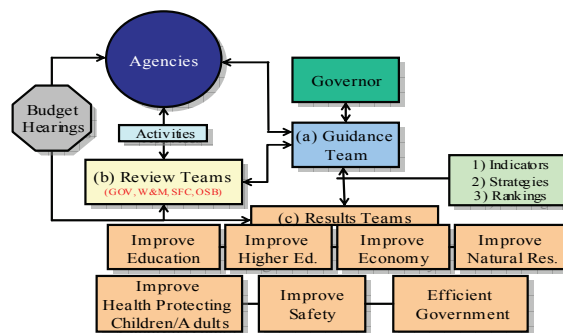 Agencies
Governor
Budget
Hearings
Activities
(a) Guidance
Team
(b) Review Teams
(GOV, W&M, SFC, OSB)
1) Indicators
2) Strategies
3) Rankings
(c) Results Teams
Improve
Education
Improve
Higher Ed.
Improve
Economy
Improve
Natural Res.
Improve
Health Protecting
Children/Adults
Improve
Safety
Efficient
Government